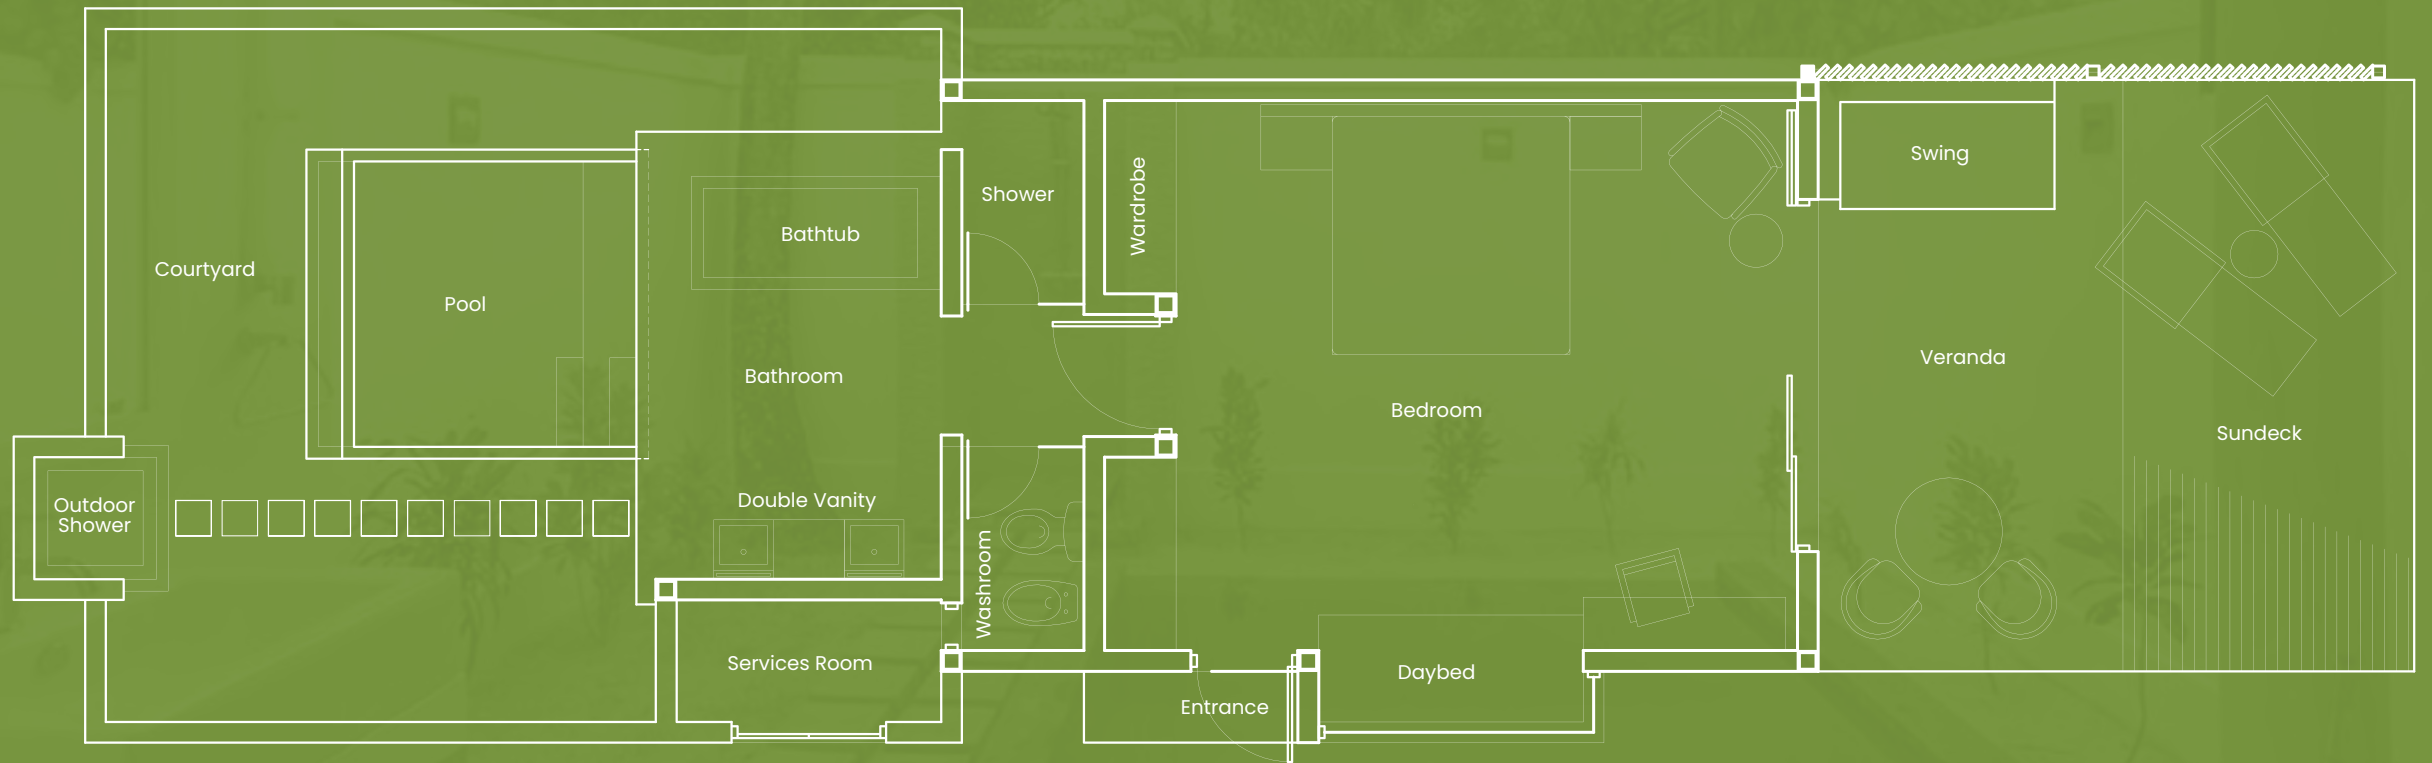 Courtyard
Pool
Outdoor
Shower
Bathtub
Bathroom
Double Vanity
Services Room
Shower
Washroom
Wardrobe
Bedroom
Entrance
Daybed
Swing
Veranda
Sundeck